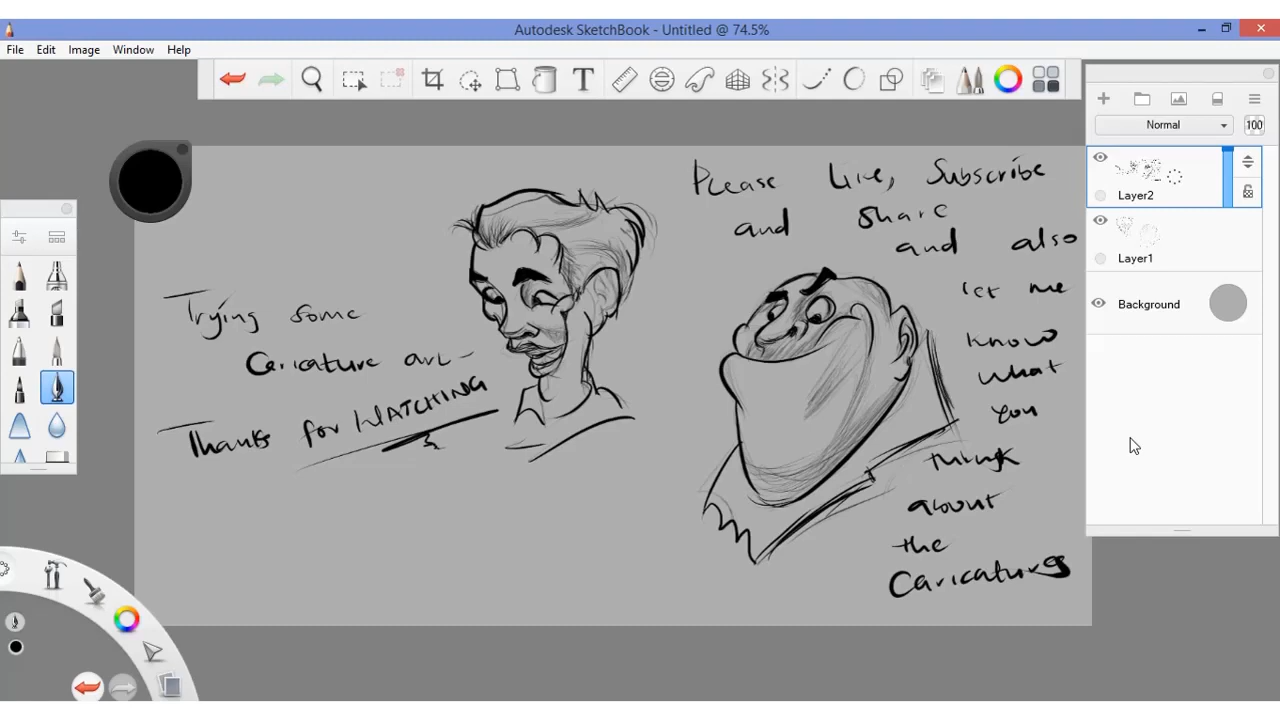 Autodesk SketchBook - Untitled @ 74.5%
File Edit Image Window Help
T
Normal 100
Layer2
Layer1
Background
Trying some
Caricature art
Thanks for WATCHING
Please Like, Subscribe
and share
and also
let me
know
what
you
think
about
the
Caricatures